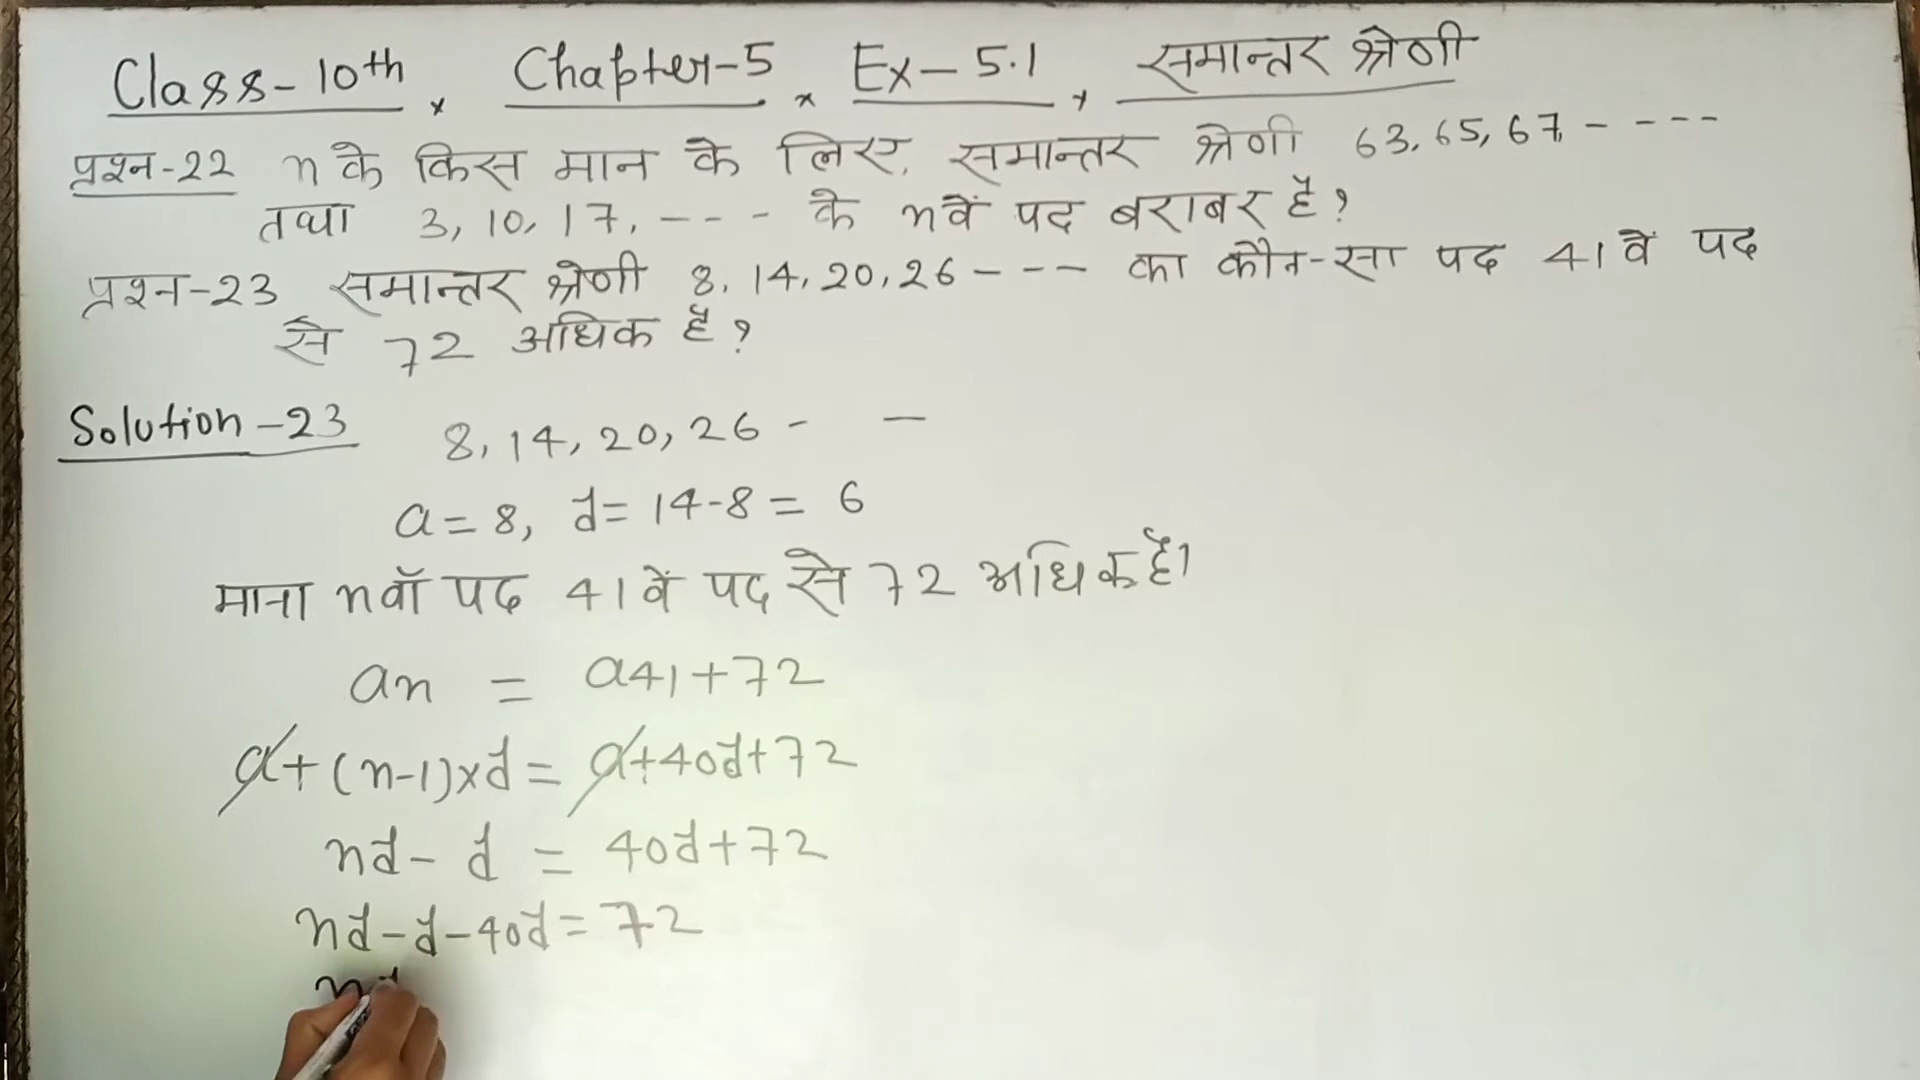 Class-10th, Chapter-5, Ex-5.1, समान्तर श्रेणी
प्रश्न-22 n के किस मान के लिए, समान्तर श्रेणी 63, 65, 67, ----
तथा 3, 10, 17, --- के nवें पद बराबर है?
प्रश्न-23 समान्तर श्रेणी 8, 14, 20, 26 --- का कौन-सा पद 41 वें पद
से 72 अधिक है?
Solution-23 8, 14, 20, 26 - -
a = 8, d = 14-8 = 6
माना nवाँ पद 41 वें पद से 72 अधिक है।
an = a41+72
a+(n-1)xd = a+40d+72
nd-d = 40d+72
nd-d-40d = 72